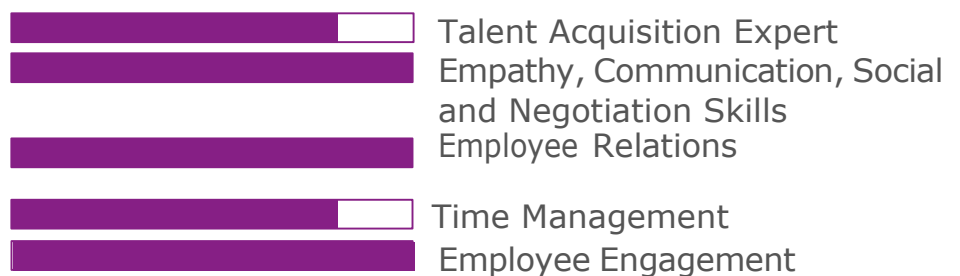 Talent Acquisition Expert
Empathy, Communication, Social
and Negotiation Skills
Employee Relations
Time Management
Employee Engagement